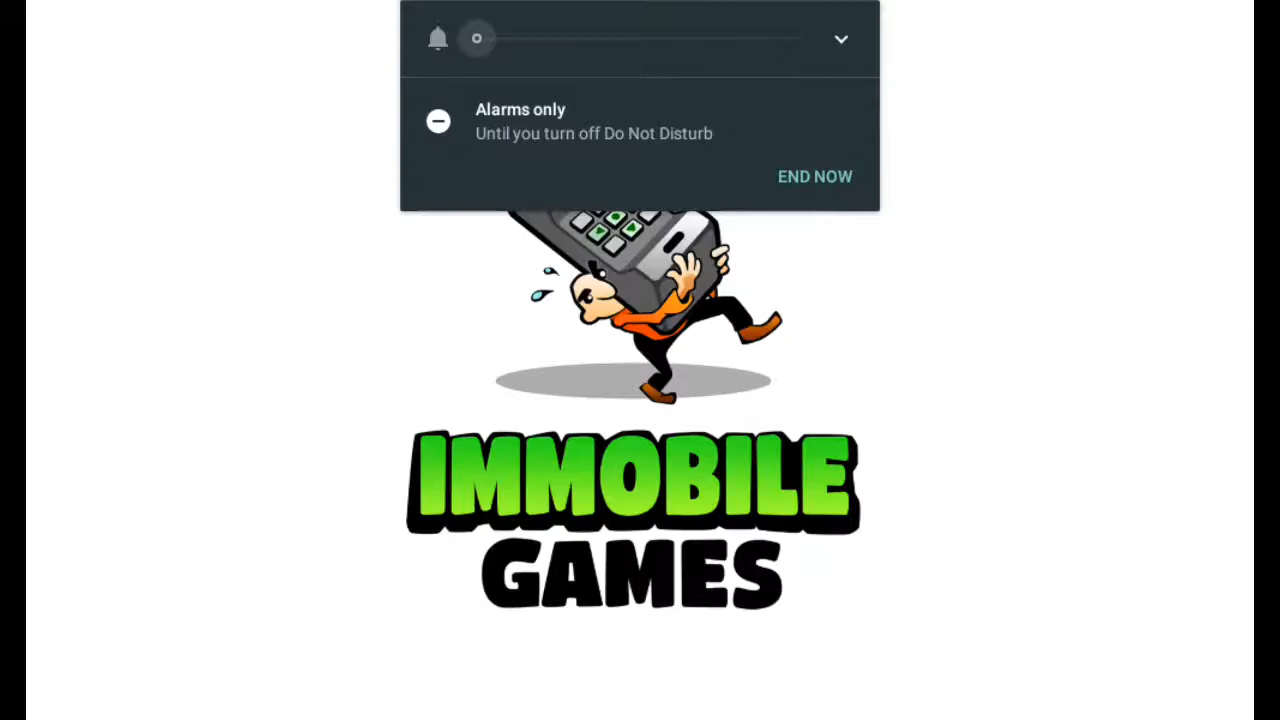 Alarms only
Until you turn off Do Not Disturb
END NOW
IMMOBILE
GAMES